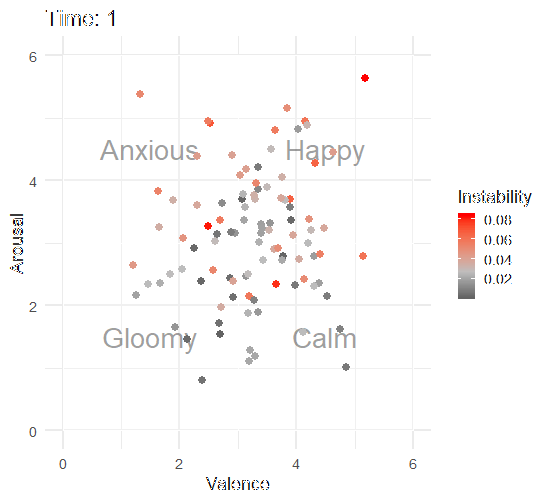 Time: 1
6
4
2
0
Arousal
Anxious
Happy
Gloomy
Calm
0
2
4
6
Valence
Instability
0.08
0.06
0.04
0.02